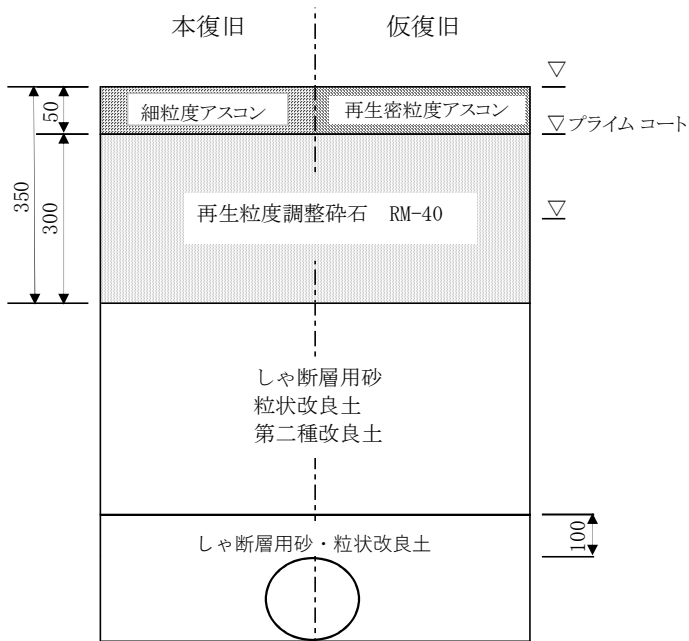 本復旧
仮復旧
▽
50
細粒度アスコン
再生密粒度アスコン
▽プライムコート
350
300
再生粒度調整砕石 RM-40
▽
しゃ断層用砂
粒状改良土
第二種改良土
しゃ断層用砂・粒状改良土
100